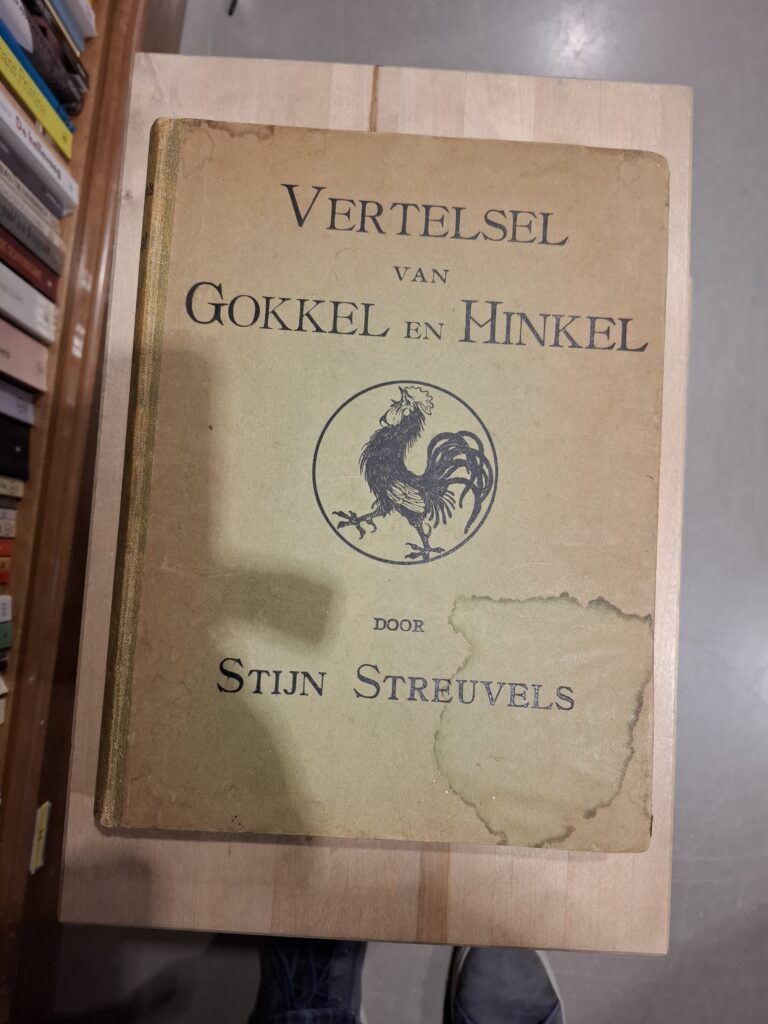 VERTELSEL
VAN
GOKKEL EN HINKEL
DOOR
STIJN STREUVELS